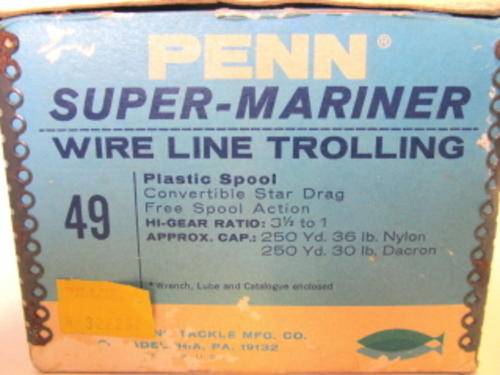 PENN®
SUPER-MARINER
WIRE LINE TROLLING
49
Plastic Spool
Convertible Star Drag
Free Spool Action
HI-GEAR RATIO: 3½ to 1
APPROX. CAP.: 250 Yd. 36 lb. Nylon
250 Yd. 30 lb. Dacron
*Wrench, Lube and Catalogue enclosed
TACKLE MFG. CO.
PA. 19132